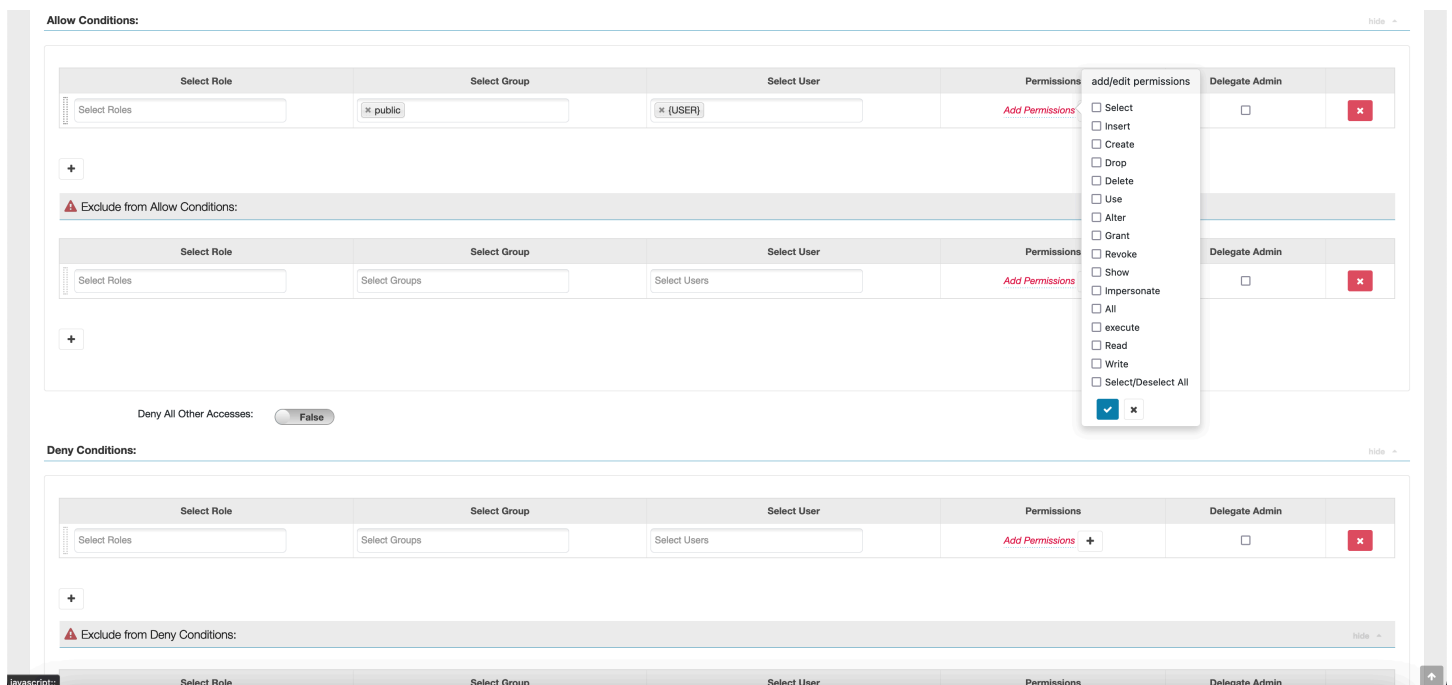 Allow Conditions: hide
Select Role Select Group Select User Permissions Delegate Admin
Select Roles × public × {USER} Add Permissions
add/edit permissions
Select
Insert
Create
Drop
Delete
Use
Alter
Grant
Revoke
Show
Impersonate
All
execute
Read
Write
Select/Deselect All
Exclude from Allow Conditions:
Select Role Select Group Select User Permissions Delegate Admin
Select Roles Select Groups Select Users Add Permissions
Deny All Other Accesses: False
Deny Conditions: hide
Select Role Select Group Select User Permissions Delegate Admin
Select Roles Select Groups Select Users Add Permissions +
Exclude from Deny Conditions: hide
Select Role Select Group Select User Permissions Delegate Admin
javascript:;